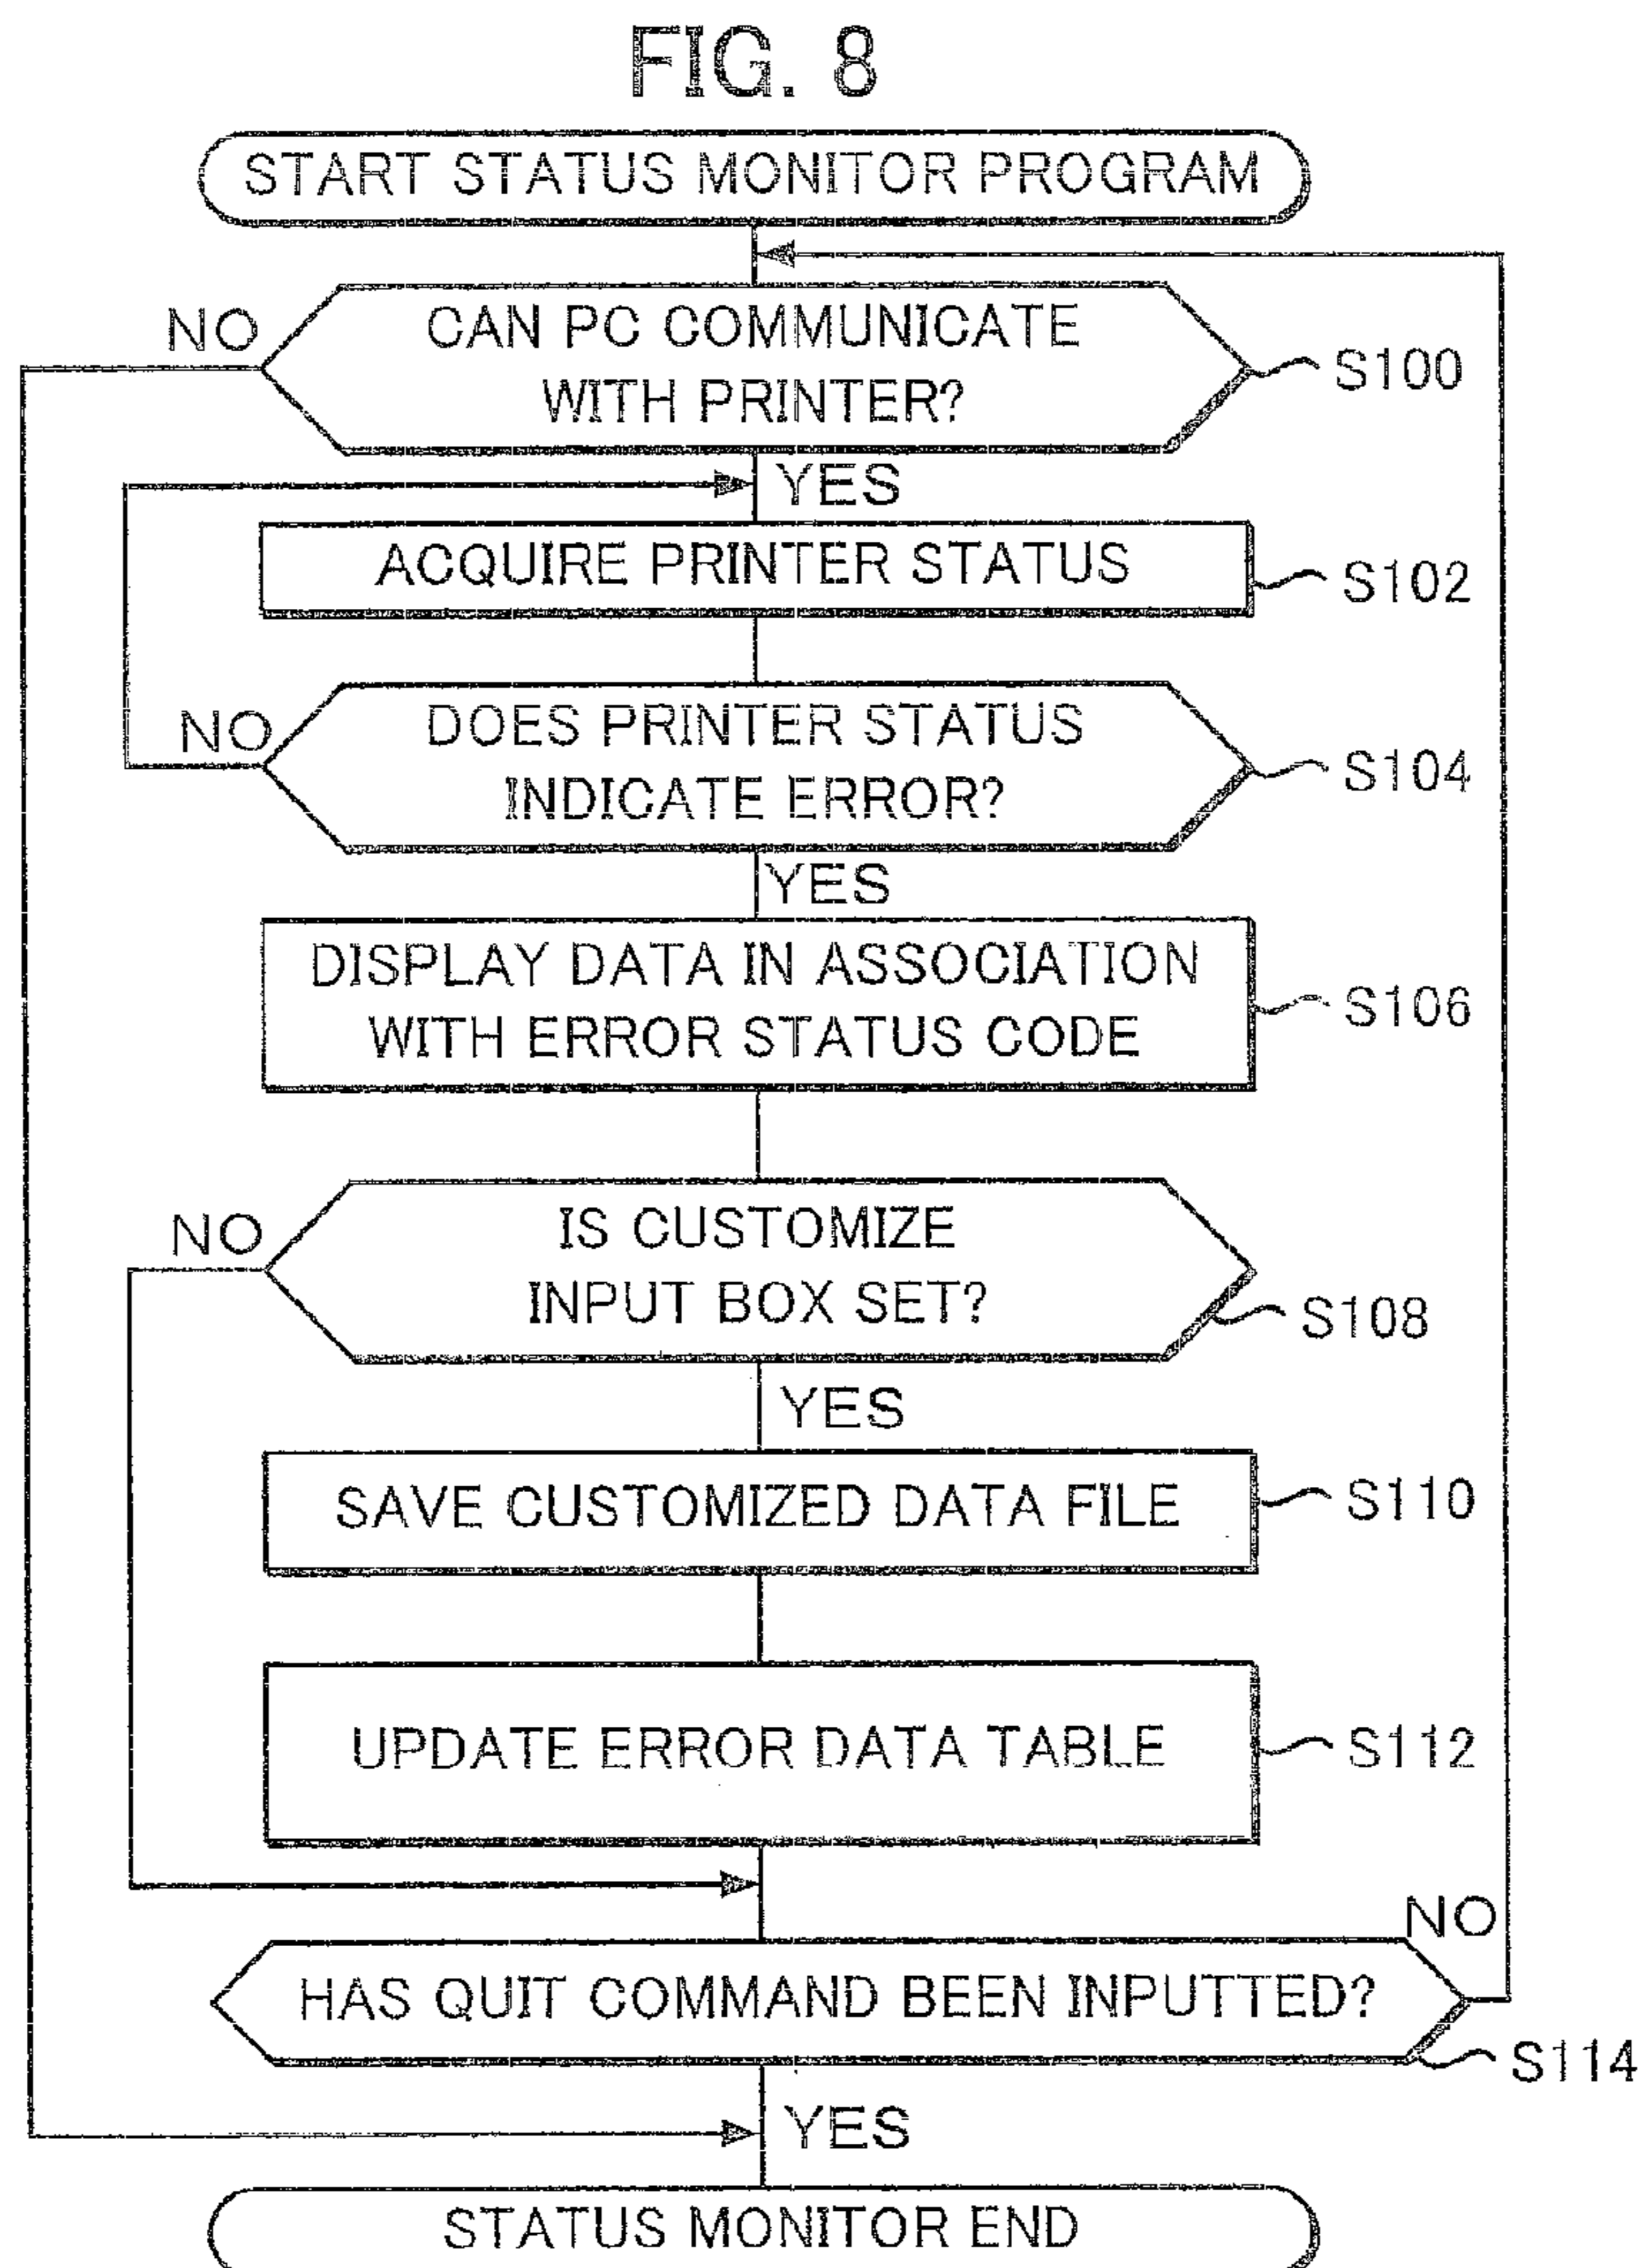 FIG. 8
START STATUS MONITOR PROGRAM
NO
CAN PC COMMUNICATE
WITH PRINTER?
S100
YES
ACQUIRE PRINTER STATUS
S102
NO
DOES PRINTER STATUS
INDICATE ERROR?
S104
YES
DISPLAY DATA IN ASSOCIATION
WITH ERROR STATUS CODE
S106
NO
IS CUSTOMIZE
INPUT BOX SET?
S108
YES
SAVE CUSTOMIZED DATA FILE
S110
UPDATE ERROR DATA TABLE
S112
NO
HAS QUIT COMMAND BEEN INPUTTED?
S114
YES
STATUS MONITOR END